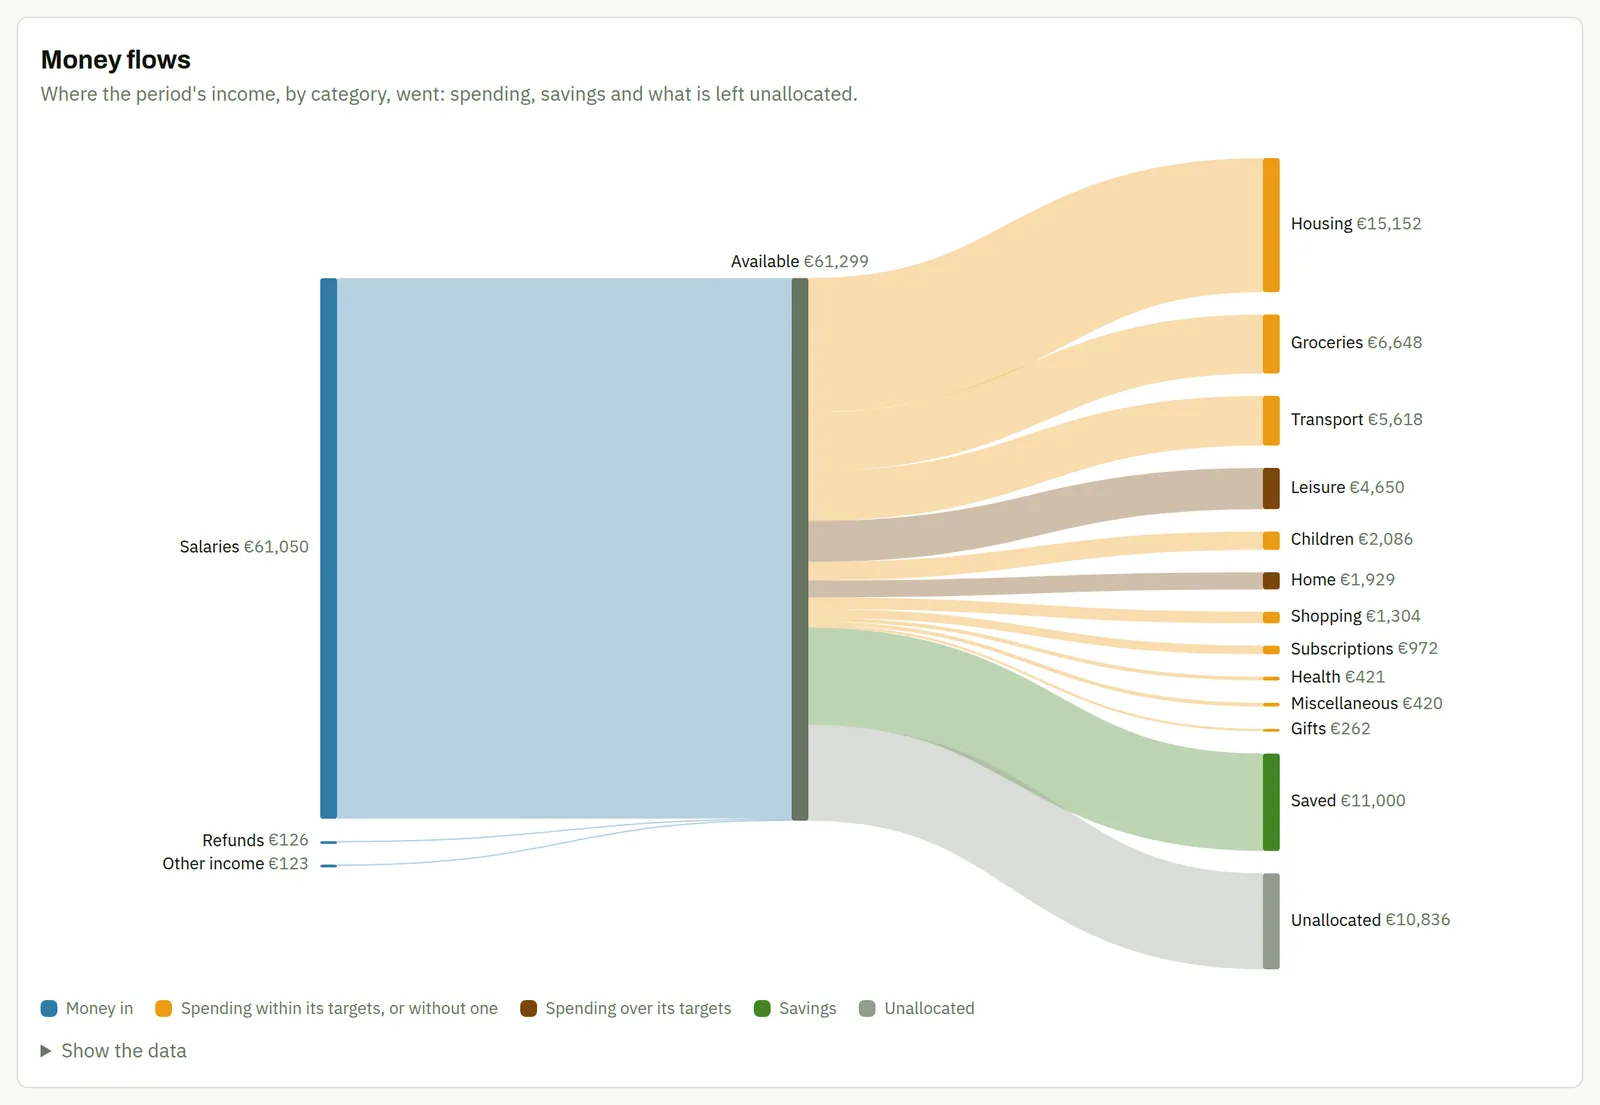 Money flows
Where the period's income, by category, went: spending, savings and what is left unallocated.
Housing €15,152
Available €61,299
Groceries €6,648
Transport €5,618
Leisure €4,650
Children €2,086
Salaries €61,050
Home €1,929
Shopping €1,304
Subscriptions €972
Health €421
Miscellaneous €420
Gifts €262
Saved €11,000
Refunds €126
Other income €123
Unallocated €10,836
Money in
Spending within its targets, or without one
Spending over its targets
Savings
Unallocated
Show the data